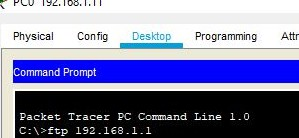 PC0 192.168.1.11
Physical Config Desktop Programming Attr
Command Prompt
Packet Tracer PC Command Line 1.0
C:\>ftp 192.168.1.1